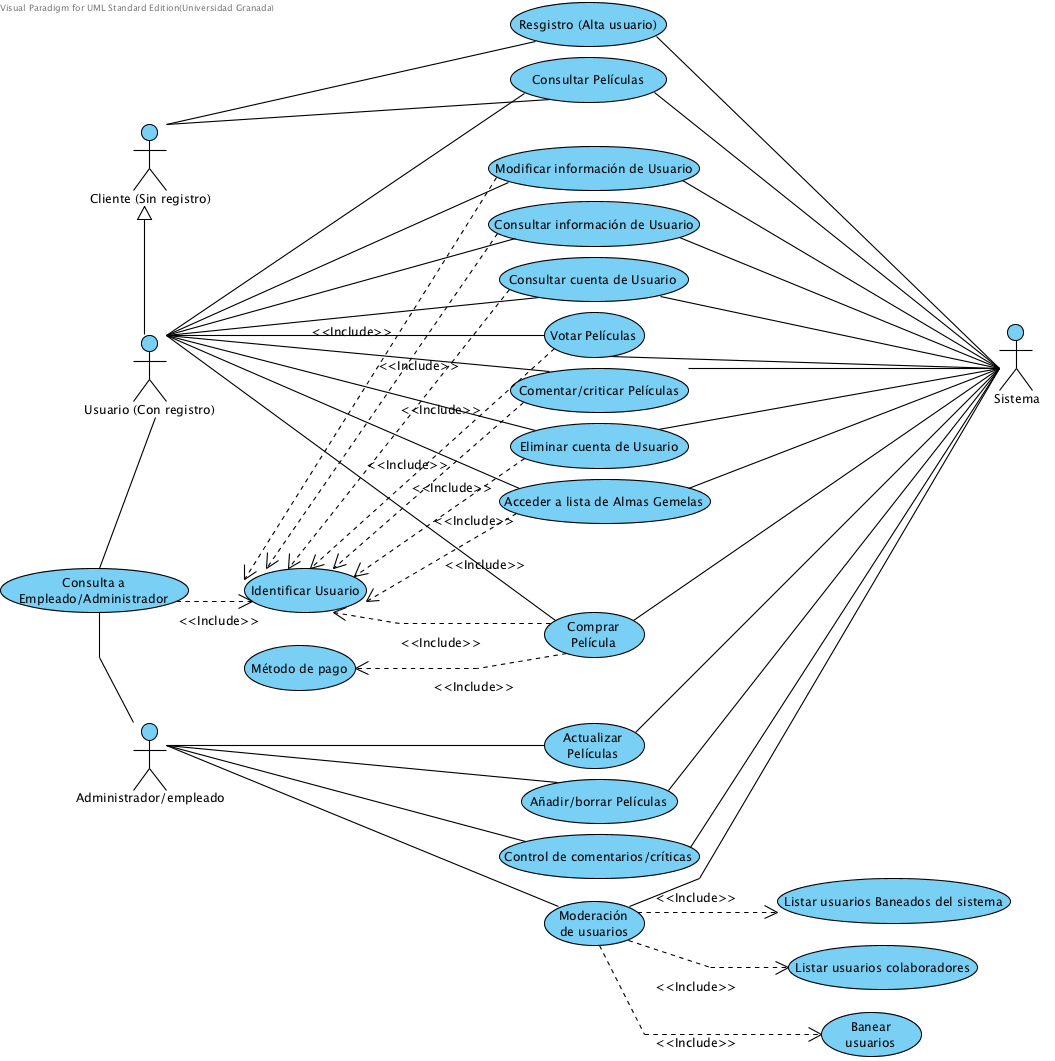 Visual Paradigm for UML Standard Edition(Universidad Granada)
Resgistro (Alta usuario)
Consultar Películas
Cliente (Sin registro)
Modificar información de Usuario
Consultar información de Usuario
Consultar cuenta de Usuario
<<Include>>
Votar Películas
<<Include>>
Comentar/criticar Películas
Sistema
Usuario (Con registro)
<<Include>>
Eliminar cuenta de Usuario
<<Include>>
<<Include>>
Acceder a lista de Almas Gemelas
<<Include>>
<<Include>>
Consulta a
Empleado/Administrador
Identificar Usuario
<<Include>>
Comprar
Película
<<Include>>
Método de pago
<<Include>>
Actualizar
Películas
Administrador/empleado
Añadir/borrar Películas
Control de comentarios/críticas
<<Include>>
Listar usuarios Baneados del sistema
Moderación
de usuarios
Listar usuarios colaboradores
<<Include>>
Banear
usuarios
<<Include>>